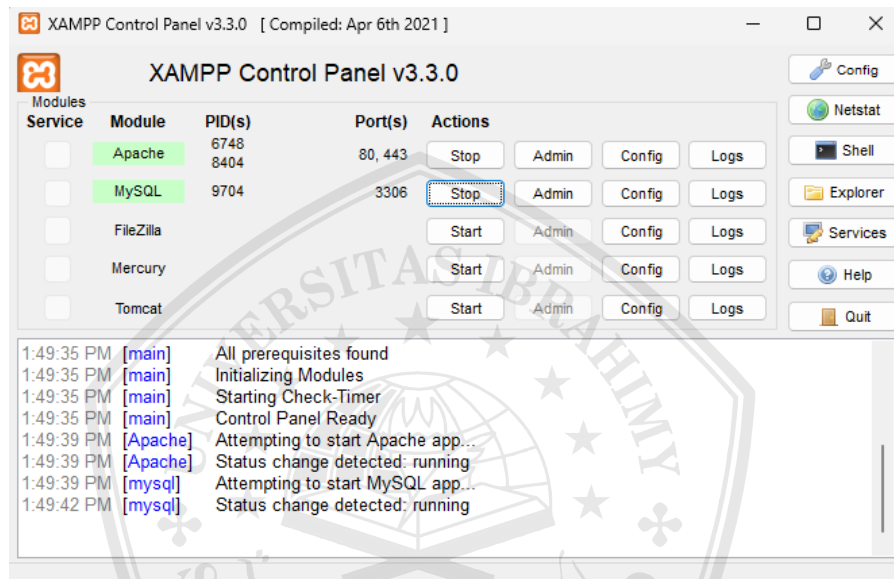 XAMPP Control Panel v3.3.0 [ Compiled: Apr 6th 2021 ]
XAMPP Control Panel v3.3.0
Config
Modules
Service Module PID(s) Port(s) Actions
Netstat
Apache 6748 8404 80, 443 Stop Admin Config Logs
Shell
MySQL 9704 3306 Stop Admin Config Logs
Explorer
FileZilla Start Admin Config Logs
Services
Mercury Start Admin Config Logs
Help
Tomcat Start Admin Config Logs
Quit
1:49:35 PM [main] All prerequisites found
1:49:35 PM [main] Initializing Modules
1:49:35 PM [main] Starting Check-Timer
1:49:35 PM [main] Control Panel Ready
1:49:39 PM [Apache] Attempting to start Apache app...
1:49:39 PM [Apache] Status change detected: running
1:49:39 PM [mysql] Attempting to start MySQL app...
1:49:42 PM [mysql] Status change detected: running
UNIVERSITAS IBRAHIMY